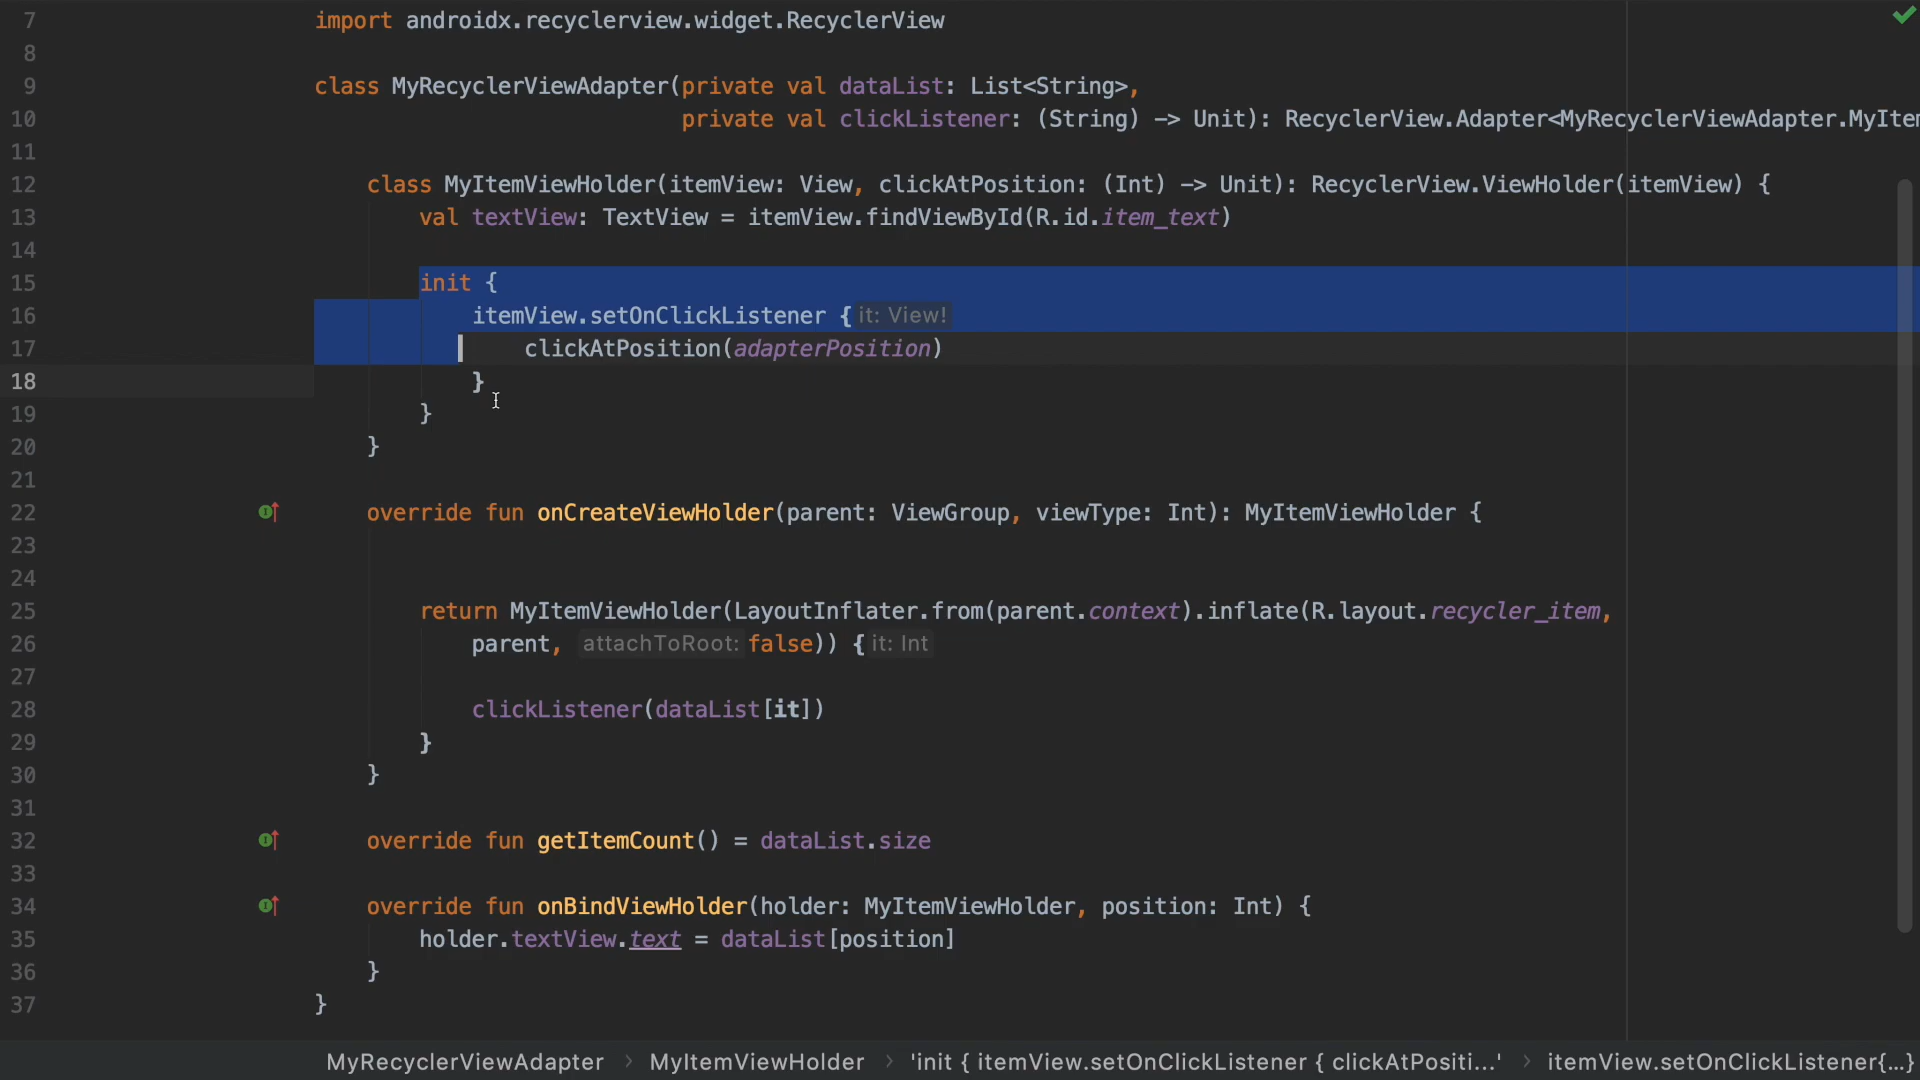 7 import androidx.recyclerview.widget.RecyclerView
8
9 class MyRecyclerViewAdapter(private val dataList: List<String>,
10 private val clickListener: (String) -> Unit): RecyclerView.Adapter<MyRecyclerViewAdapter.MyItem
11
12 class MyItemViewHolder(itemView: View, clickAtPosition: (Int) -> Unit): RecyclerView.ViewHolder(itemView) {
13 val textView: TextView = itemView.findViewById(R.id.item_text)
14
15 init {
16 itemView.setOnClickListener { it: View!
17 clickAtPosition(adapterPosition)
18 }
19 }
20 }
21
22 override fun onCreateViewHolder(parent: ViewGroup, viewType: Int): MyItemViewHolder {
23
24
25 return MyItemViewHolder(LayoutInflater.from(parent.context).inflate(R.layout.recycler_item,
26 parent, attachToRoot: false)) { it: Int
27
28 clickListener(dataList[it])
29 }
30 }
31
32 override fun getItemCount() = dataList.size
33
34 override fun onBindViewHolder(holder: MyItemViewHolder, position: Int) {
35 holder.textView.text = dataList[position]
36 }
37 }
MyRecyclerViewAdapter > MyItemViewHolder > 'init { itemView.setOnClickListener { clickAtPositi...' > itemView.setOnClickListener{...}